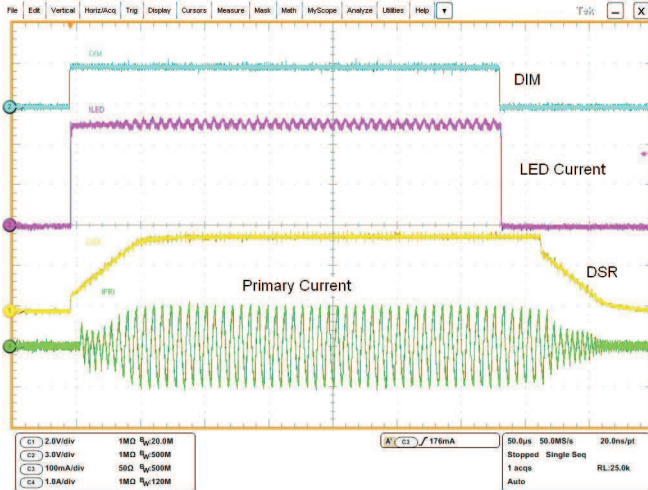 File Edit Vertical Horiz/Acq Trig Display Cursors Measure Mask Math MyScope Analyze Utilities Help Tek X
DIM
DIM
2
ILED
LED Current
3
DSR
1
Primary Current
IPRI
C1 2.0V/div 1MΩ BW:20.0M
C2 3.0V/div 1MΩ BW:500M
C3 100mA/div 50Ω BW:500M
C4 1.0A/div 1MΩ BW:120M
A' C3 176mA
50.0µs 50.0MS/s 20.0ns/pt
Stopped Single Seq
1 acqs RL:25.0k
Auto